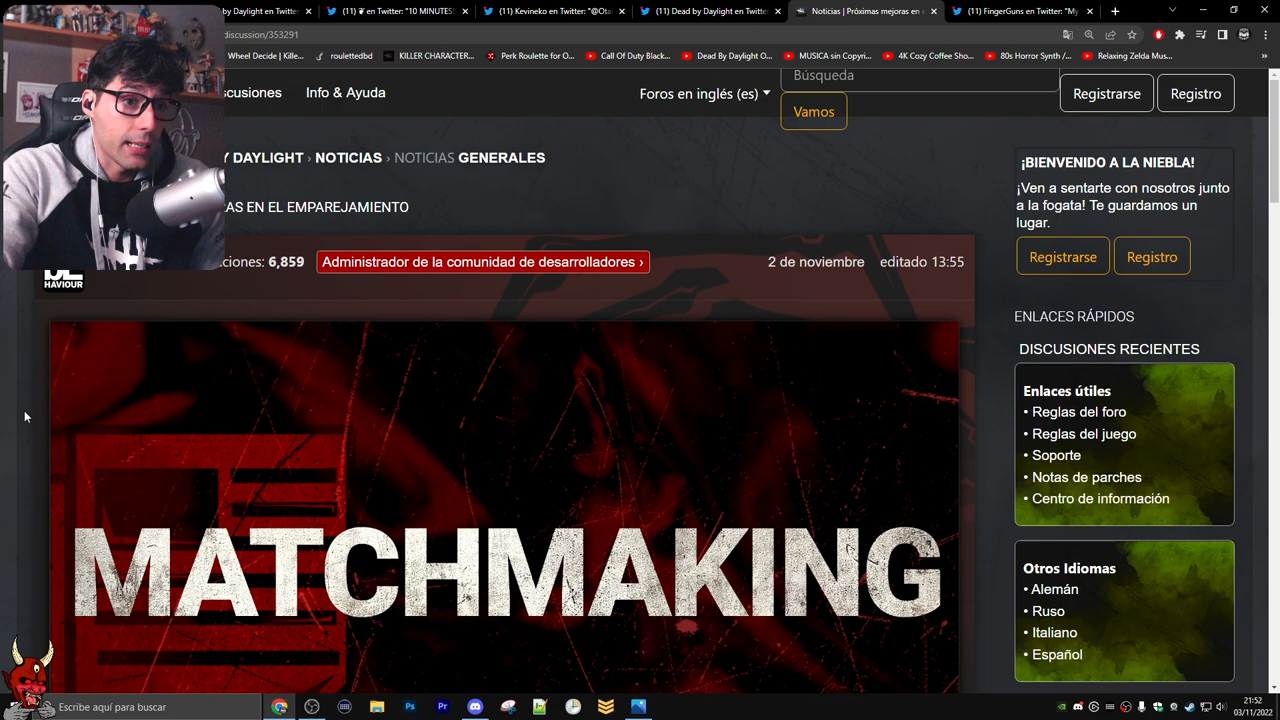 by Daylight en Twitter:
(11) ❦ en Twitter: "10 MINUTES
(11) Kevineko en Twitter: "@Ota
(11) Dead by Daylight en Twitter:
Noticias | Próximas mejoras en e
(11) FingerGuns en Twitter: "My
discussion/353291
Wheel Decide | Kille...
roulettedbd
KILLER CHARACTER...
Perk Roulette for O...
Call Of Duty Black...
Dead By Daylight O...
MUSICA sin Copyri...
4K Cozy Coffee Sho...
80s Horror Synth /...
Relaxing Zelda Mus...
cusiones
Info & Ayuda
Foros en inglés (es)
Búsqueda
Vamos
Registrarse
Registro
Y DAYLIGHT › NOTICIAS › NOTICIAS GENERALES
AS EN EL EMPAREJAMIENTO
HAVIOUR
ciones: 6,859
Administrador de la comunidad de desarrolladores ›
2 de noviembre
editado 13:55
MATCHMAKING
¡BIENVENIDO A LA NIEBLA!
¡Ven a sentarte con nosotros junto
a la fogata! Te guardamos un
lugar.
Registrarse
Registro
ENLACES RÁPIDOS
DISCUSIONES RECIENTES
Enlaces útiles
• Reglas del foro
• Reglas del juego
• Soporte
• Notas de parches
• Centro de información
Otros Idiomas
• Alemán
• Ruso
• Italiano
• Español
Escribe aquí para buscar
21:52
03/11/2022